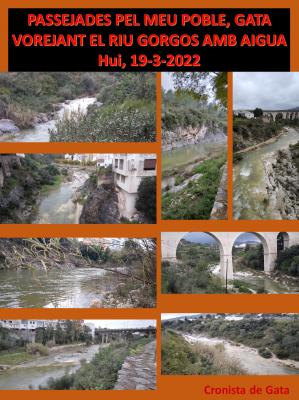 PASSEJADES PEL MEU POBLE, GATA
VOREJANT EL RIU GORGOS AMB AIGUA
Hui, 19-3-2022
Cronista de Gata